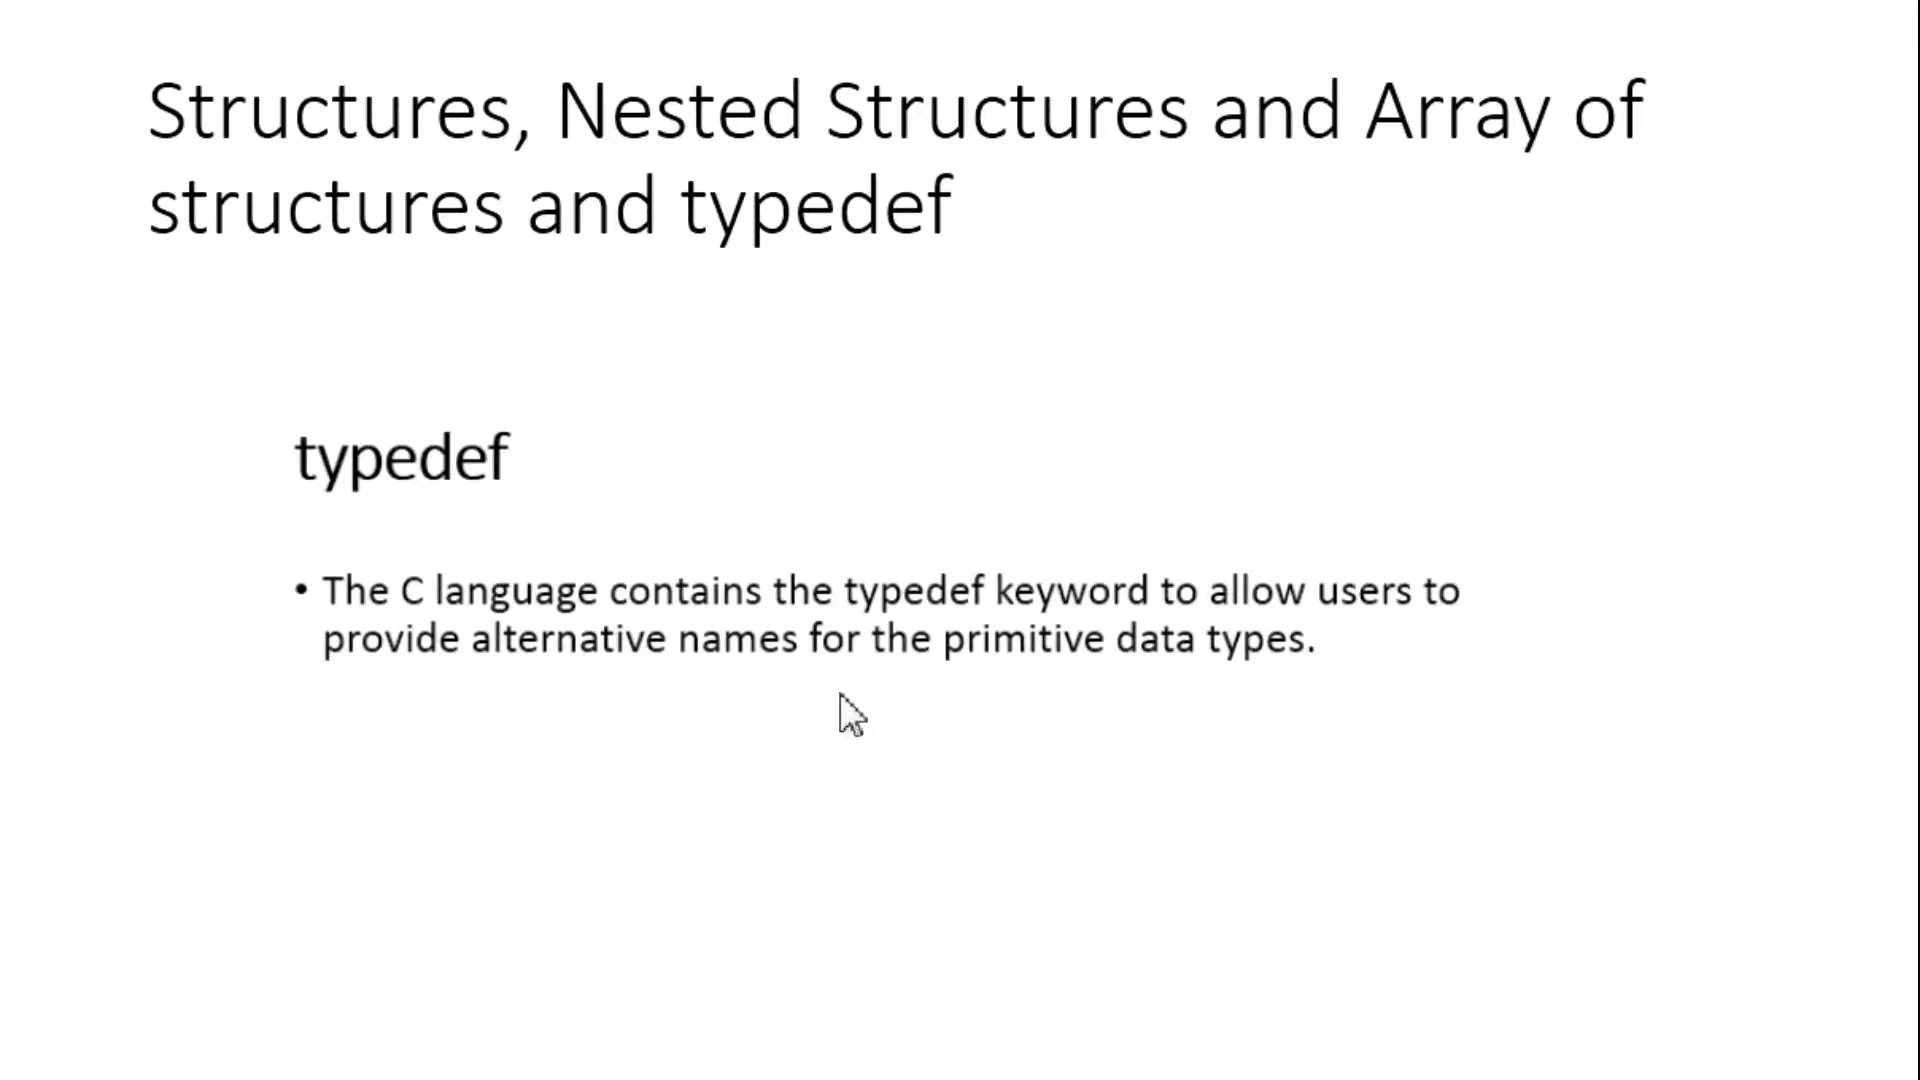 Structures, Nested Structures and Array of
structures and typedef
typedef
• The C language contains the typedef keyword to allow users to
provide alternative names for the primitive data types.